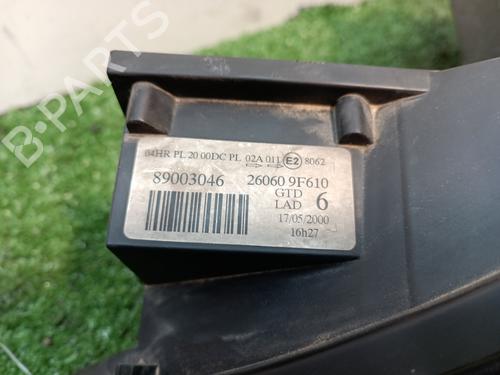 B-PARTS
04HR PL 20 00DC PL 02A 011 E2 8062
89003046 26060 9F610
GTD
LAD 6
17/05/2000
16h27